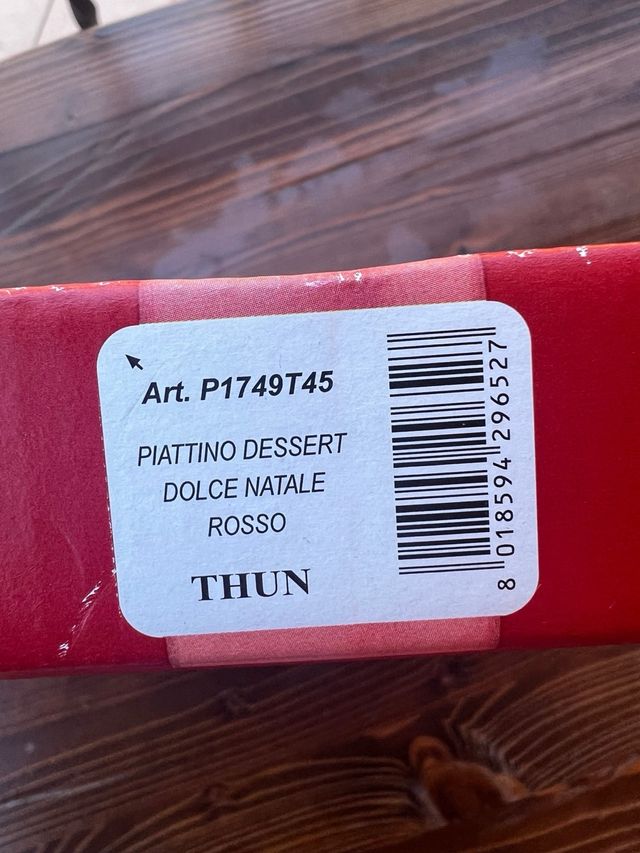 Art. P1749T45
PIATTINO DESSERT
DOLCE NATALE
ROSSO
THUN
8 018594 296527